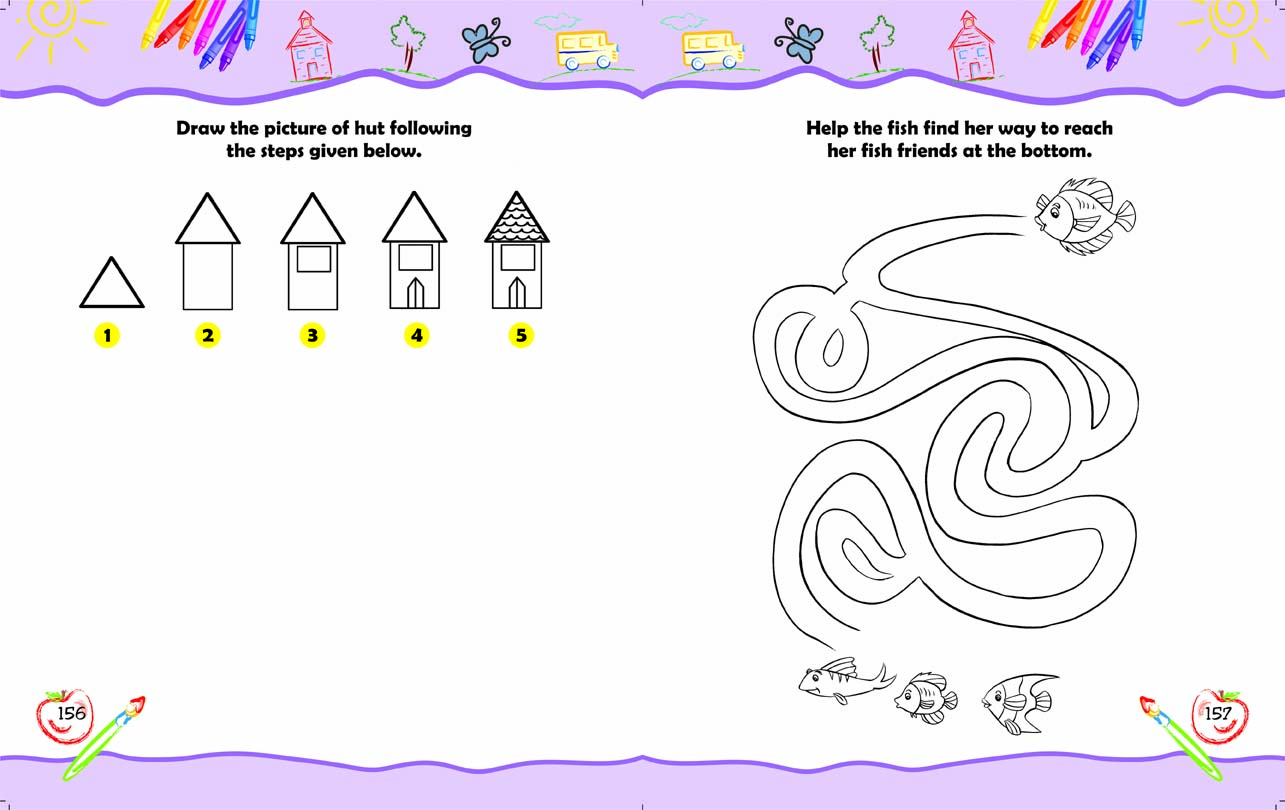 Draw the picture of hut following
the steps given below.
1 2 3 4 5
156
Help the fish find her way to reach
her fish friends at the bottom.
157